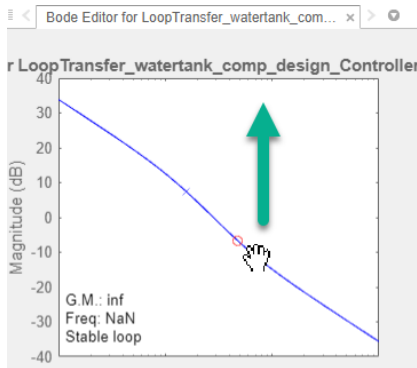 Bode Editor for LoopTransfer_watertank_com... ×
r LoopTransfer_watertank_comp_design_Controller
40
30
20
10
0
-10
-20
-30
-40
Magnitude (dB)
G.M.: inf
Freq: NaN
Stable loop